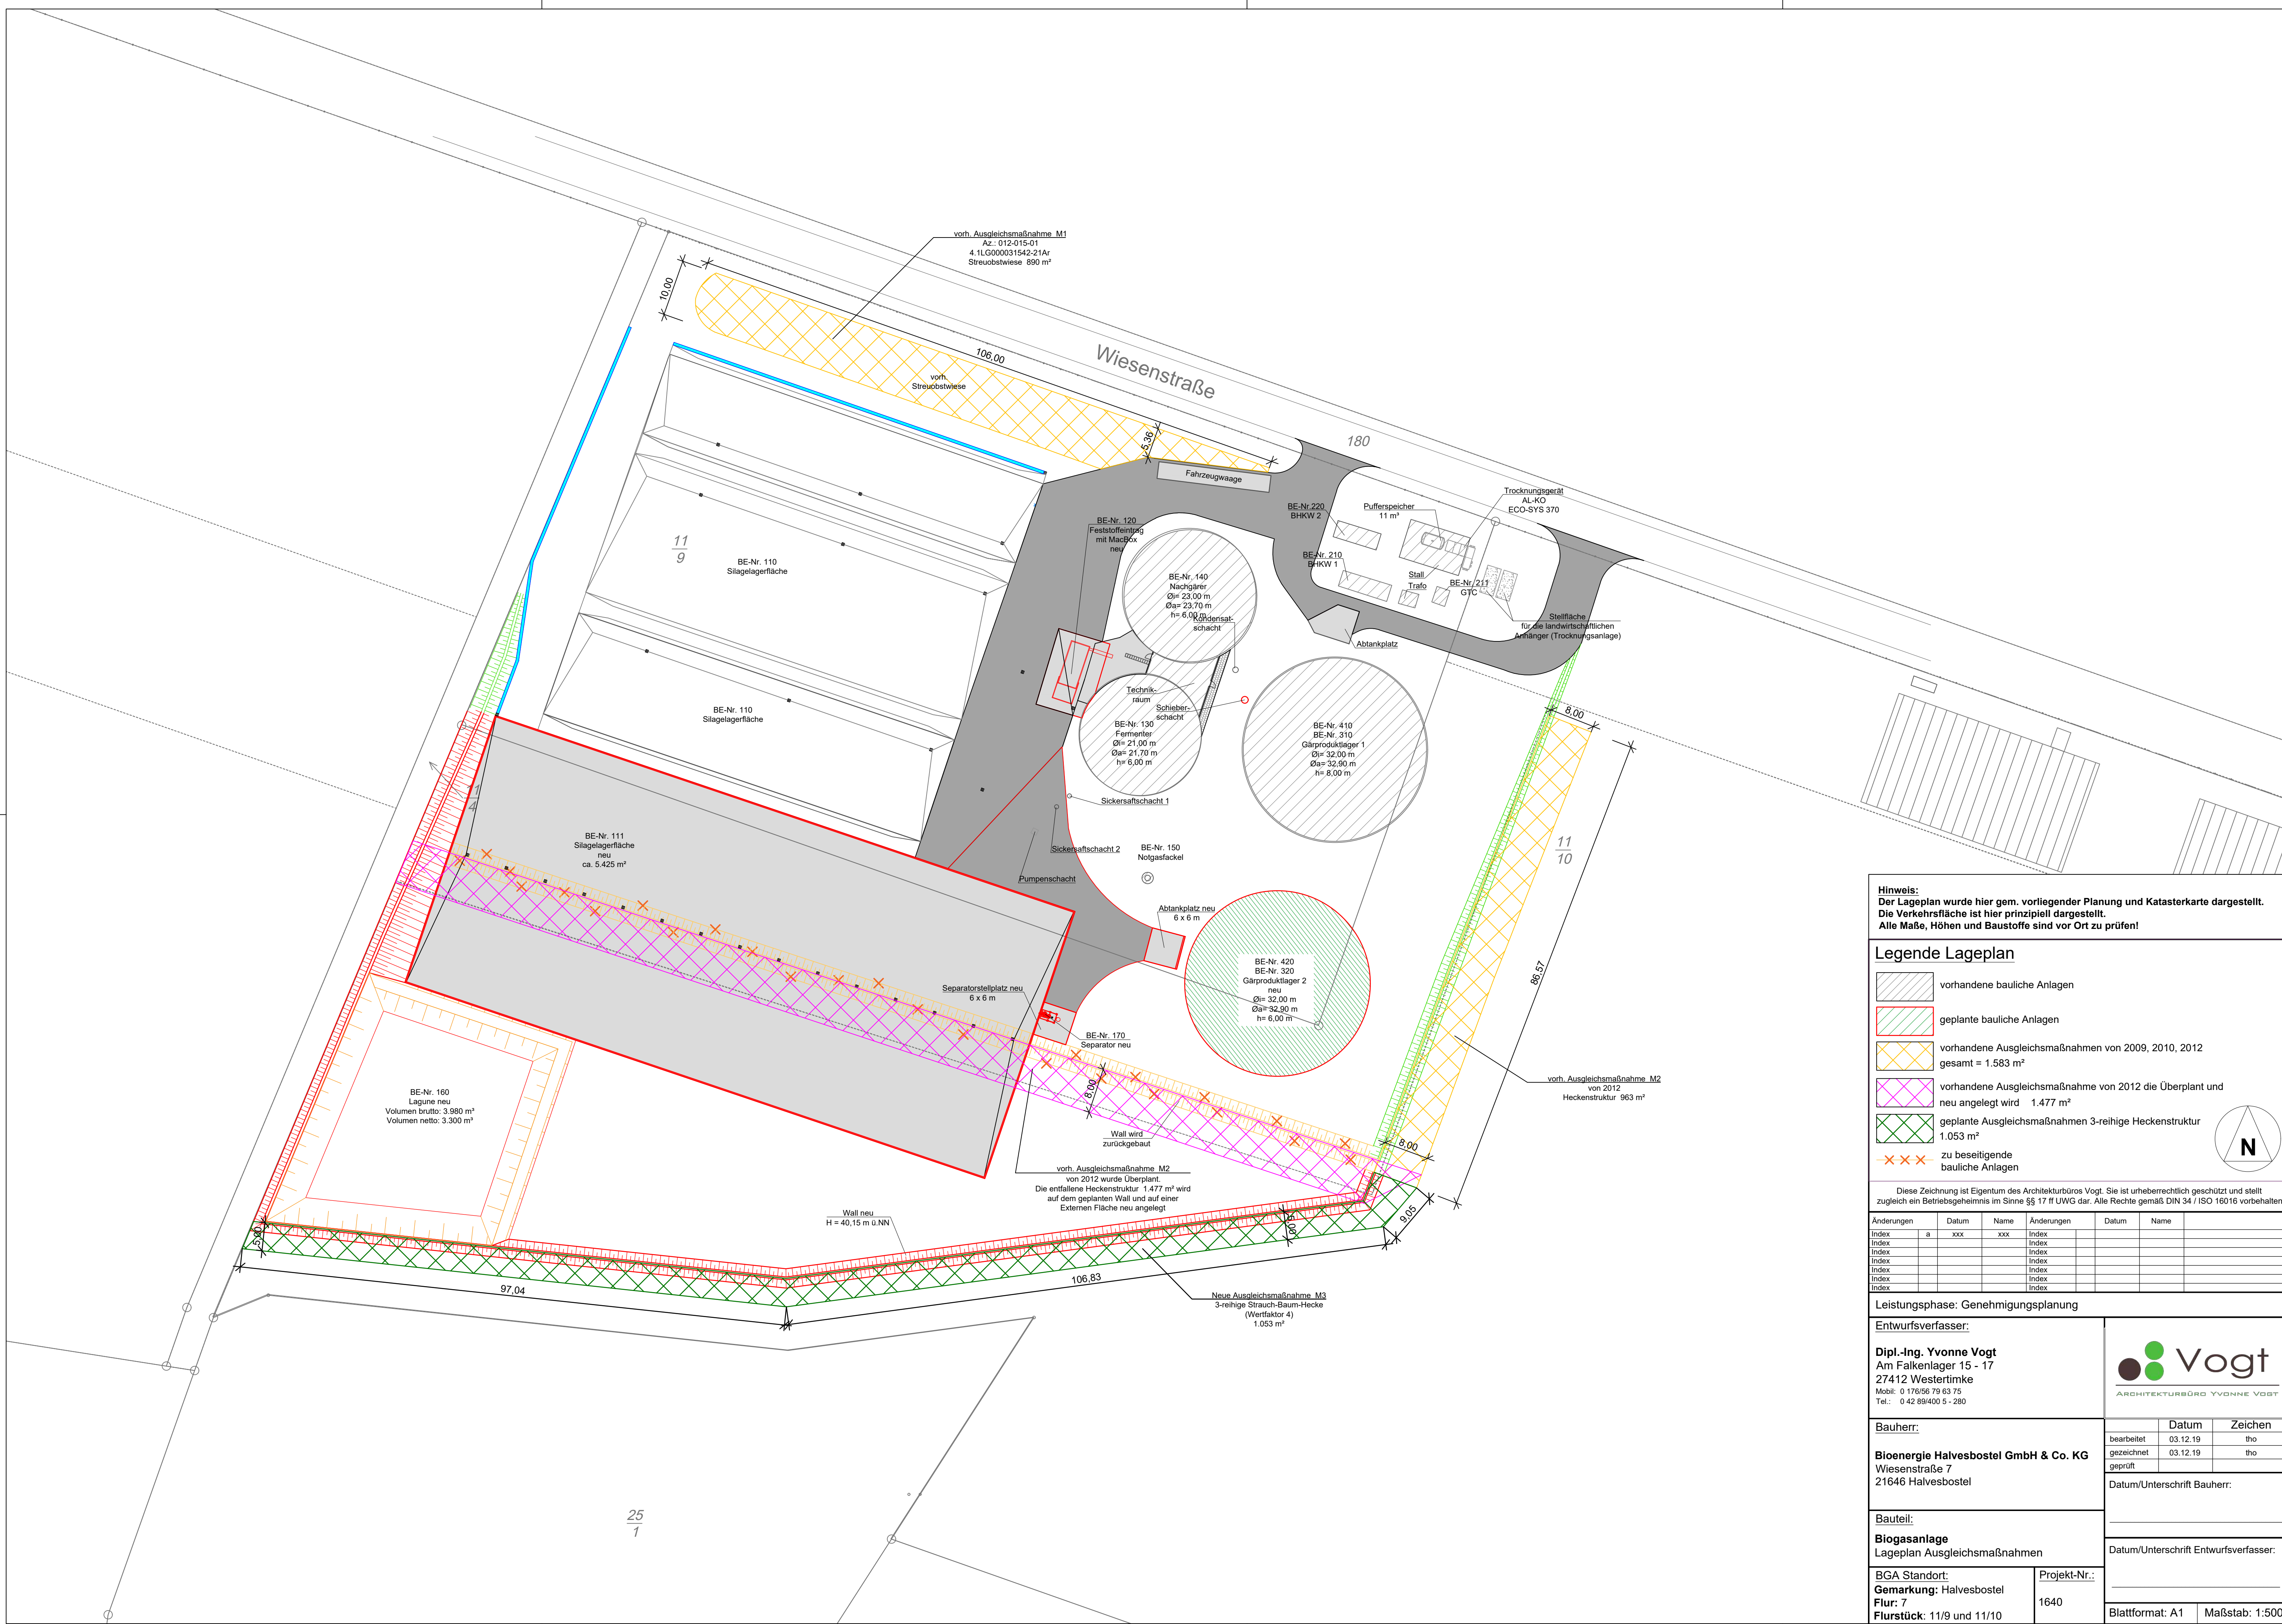 vorh. Ausgleichsmaßnahme M1
Az.: 012-015-01
4.1LG000031542-21Ar
Streuobstwiese 890 m²
10,00
106,00
vorh.
Streuobstwiese
Wiesenstraße
180
5,36
Fahrzeugwaage
11
9
BE-Nr. 110
Silagelagerfläche
BE-Nr. 110
Silagelagerfläche
BE-Nr. 120
Feststoffeintrag
mit MacBox
neu
BE-Nr. 140
Nachgärer
Øi= 23,00 m
Øa= 23,70 m
h= 6,00 m
Kondensat-
schacht
BE-Nr.220
BHKW 2
Pufferspeicher
11 m³
Trocknungsgerät
AL-KO
ECO-SYS 370
BE-Nr. 210
BHKW 1
Stall
Trafo
BE-Nr. 211
GTC
Stellfläche
für die landwirtschaftlichen
Anhänger (Trocknungsanlage)
Abtankplatz
Technik-
raum
Schieber-
schacht
BE-Nr. 130
Fermenter
Øi= 21,00 m
Øa= 21,70 m
h= 6,00 m
BE-Nr. 410
BE-Nr. 310
Gärproduktlager 1
Øi= 32,00 m
Øa= 32,90 m
h= 8,00 m
8,00
11
4
11
10
86,57
Sickersaftschacht 1
Sickersaftschacht 2
BE-Nr. 150
Notgasfackel
Pumpenschacht
BE-Nr. 111
Silagelagerfläche
neu
ca. 5.425 m²
Abtankplatz neu
6 x 6 m
BE-Nr. 420
BE-Nr. 320
Gärproduktlager 2
neu
Øi= 32,00 m
Øa= 32,90 m
h= 6,00 m
Separatorstellplatz neu
6 x 6 m
BE-Nr. 170
Separator neu
BE-Nr. 160
Lagune neu
Volumen brutto: 3.980 m³
Volumen netto: 3.300 m³
8,00
vorh. Ausgleichsmaßnahme M2
von 2012
Heckenstruktur 963 m²
Wall wird
zurückgebaut
8,00
vorh. Ausgleichsmaßnahme M2
von 2012 wurde Überplant.
Die entfallene Heckenstruktur 1.477 m² wird
auf dem geplanten Wall und auf einer
Externen Fläche neu angelegt
Wall neu
H = 40,15 m ü.NN
5,00
5,00
9,05
97,04
106,83
Neue Ausgleichsmaßnahme M3
3-reihige Strauch-Baum-Hecke
(Wertfaktor 4)
1.053 m²
25
1
Hinweis:
Der Lageplan wurde hier gem. vorliegender Planung und Katasterkarte dargestellt.
Die Verkehrsfläche ist hier prinzipiell dargestellt.
Alle Maße, Höhen und Baustoffe sind vor Ort zu prüfen!
Legende Lageplan
vorhandene bauliche Anlagen
geplante bauliche Anlagen
vorhandene Ausgleichsmaßnahmen von 2009, 2010, 2012
gesamt = 1.583 m²
vorhandene Ausgleichsmaßnahme von 2012 die Überplant und
neu angelegt wird 1.477 m²
geplante Ausgleichsmaßnahmen 3-reihige Heckenstruktur
1.053 m²
zu beseitigende
bauliche Anlagen
N
Diese Zeichnung ist Eigentum des Architekturbüros Vogt. Sie ist urheberrechtlich geschützt und stellt
zugleich ein Betriebsgeheimnis im Sinne §§ 17 ff UWG dar. Alle Rechte gemäß DIN 34 / ISO 16016 vorbehalten
Änderungen Datum Name Änderungen Datum Name
Index a xxx xxx Index
Index Index
Index Index
Index Index
Index Index
Index Index
Index Index
Leistungsphase: Genehmigungsplanung
Entwurfsverfasser:
Dipl.-Ing. Yvonne Vogt
Am Falkenlager 15 - 17
27412 Westertimke
Mobil: 0 176/56 79 63 75
Tel.: 0 42 89/400 5 - 280
Vogt
ARCHITEKTURBÜRO YVONNE VOGT
Bauherr:
Bioenergie Halvesbostel GmbH & Co. KG
Wiesenstraße 7
21646 Halvesbostel
Datum Zeichen
bearbeitet 03.12.19 tho
gezeichnet 03.12.19 tho
geprüft
Datum/Unterschrift Bauherr:
Bauteil:
Biogasanlage
Lageplan Ausgleichsmaßnahmen
Datum/Unterschrift Entwurfsverfasser:
BGA Standort:
Gemarkung: Halvesbostel
Flur: 7
Flurstück: 11/9 und 11/10
Projekt-Nr.:
1640
Blattformat: A1
Maßstab: 1:500